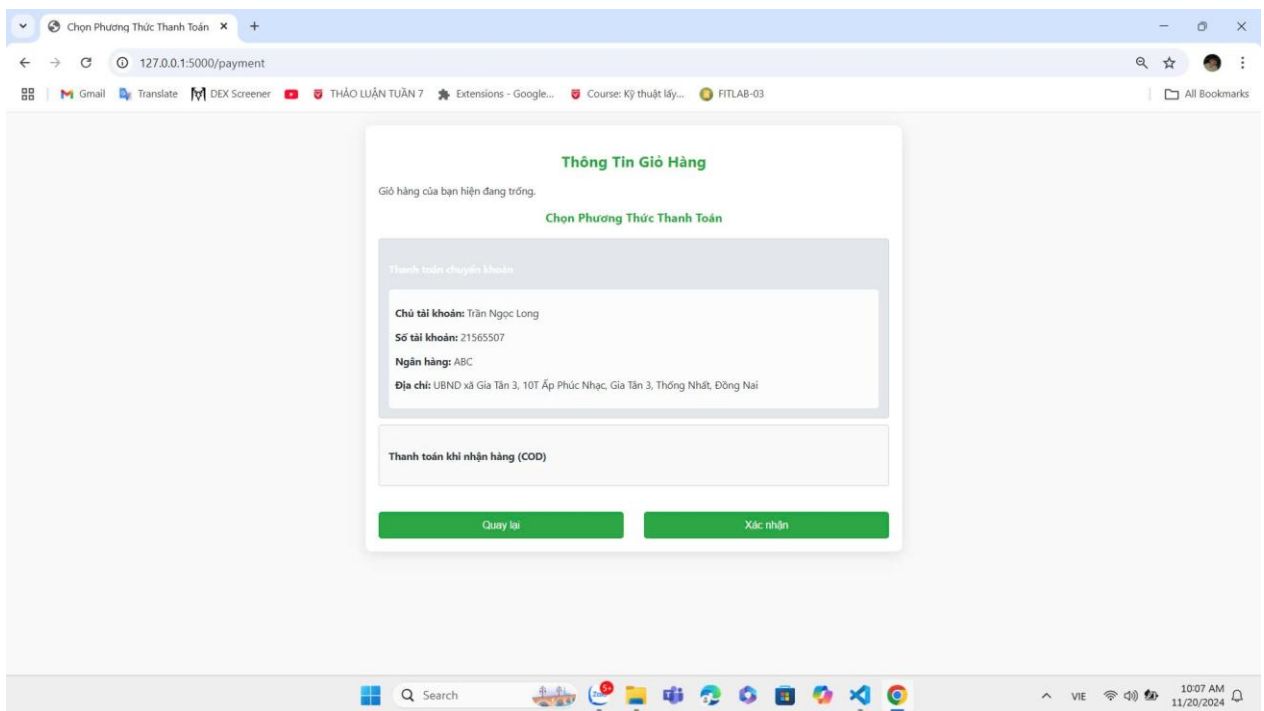 Chọn Phương Thức Thanh Toán
127.0.0.1:5000/payment
Gmail Translate DEX Screener THẢO LUẬN TUẦN 7 Extensions - Google... Course: Kỹ thuật lấy... FITLAB-03 All Bookmarks
Thông Tin Giỏ Hàng
Giỏ hàng của bạn hiện đang trống.
Chọn Phương Thức Thanh Toán
Thanh toán chuyển khoản
Chủ tài khoản: Trần Ngọc Long
Số tài khoản: 21565507
Ngân hàng: ABC
Địa chỉ: UBND xã Gia Tân 3, 10T Ấp Phúc Nhạc, Gia Tân 3, Thống Nhất, Đồng Nai
Thanh toán khi nhận hàng (COD)
Quay lại Xác nhận
Search Zalo 5+ VIE 10:07 AM
11/20/2024